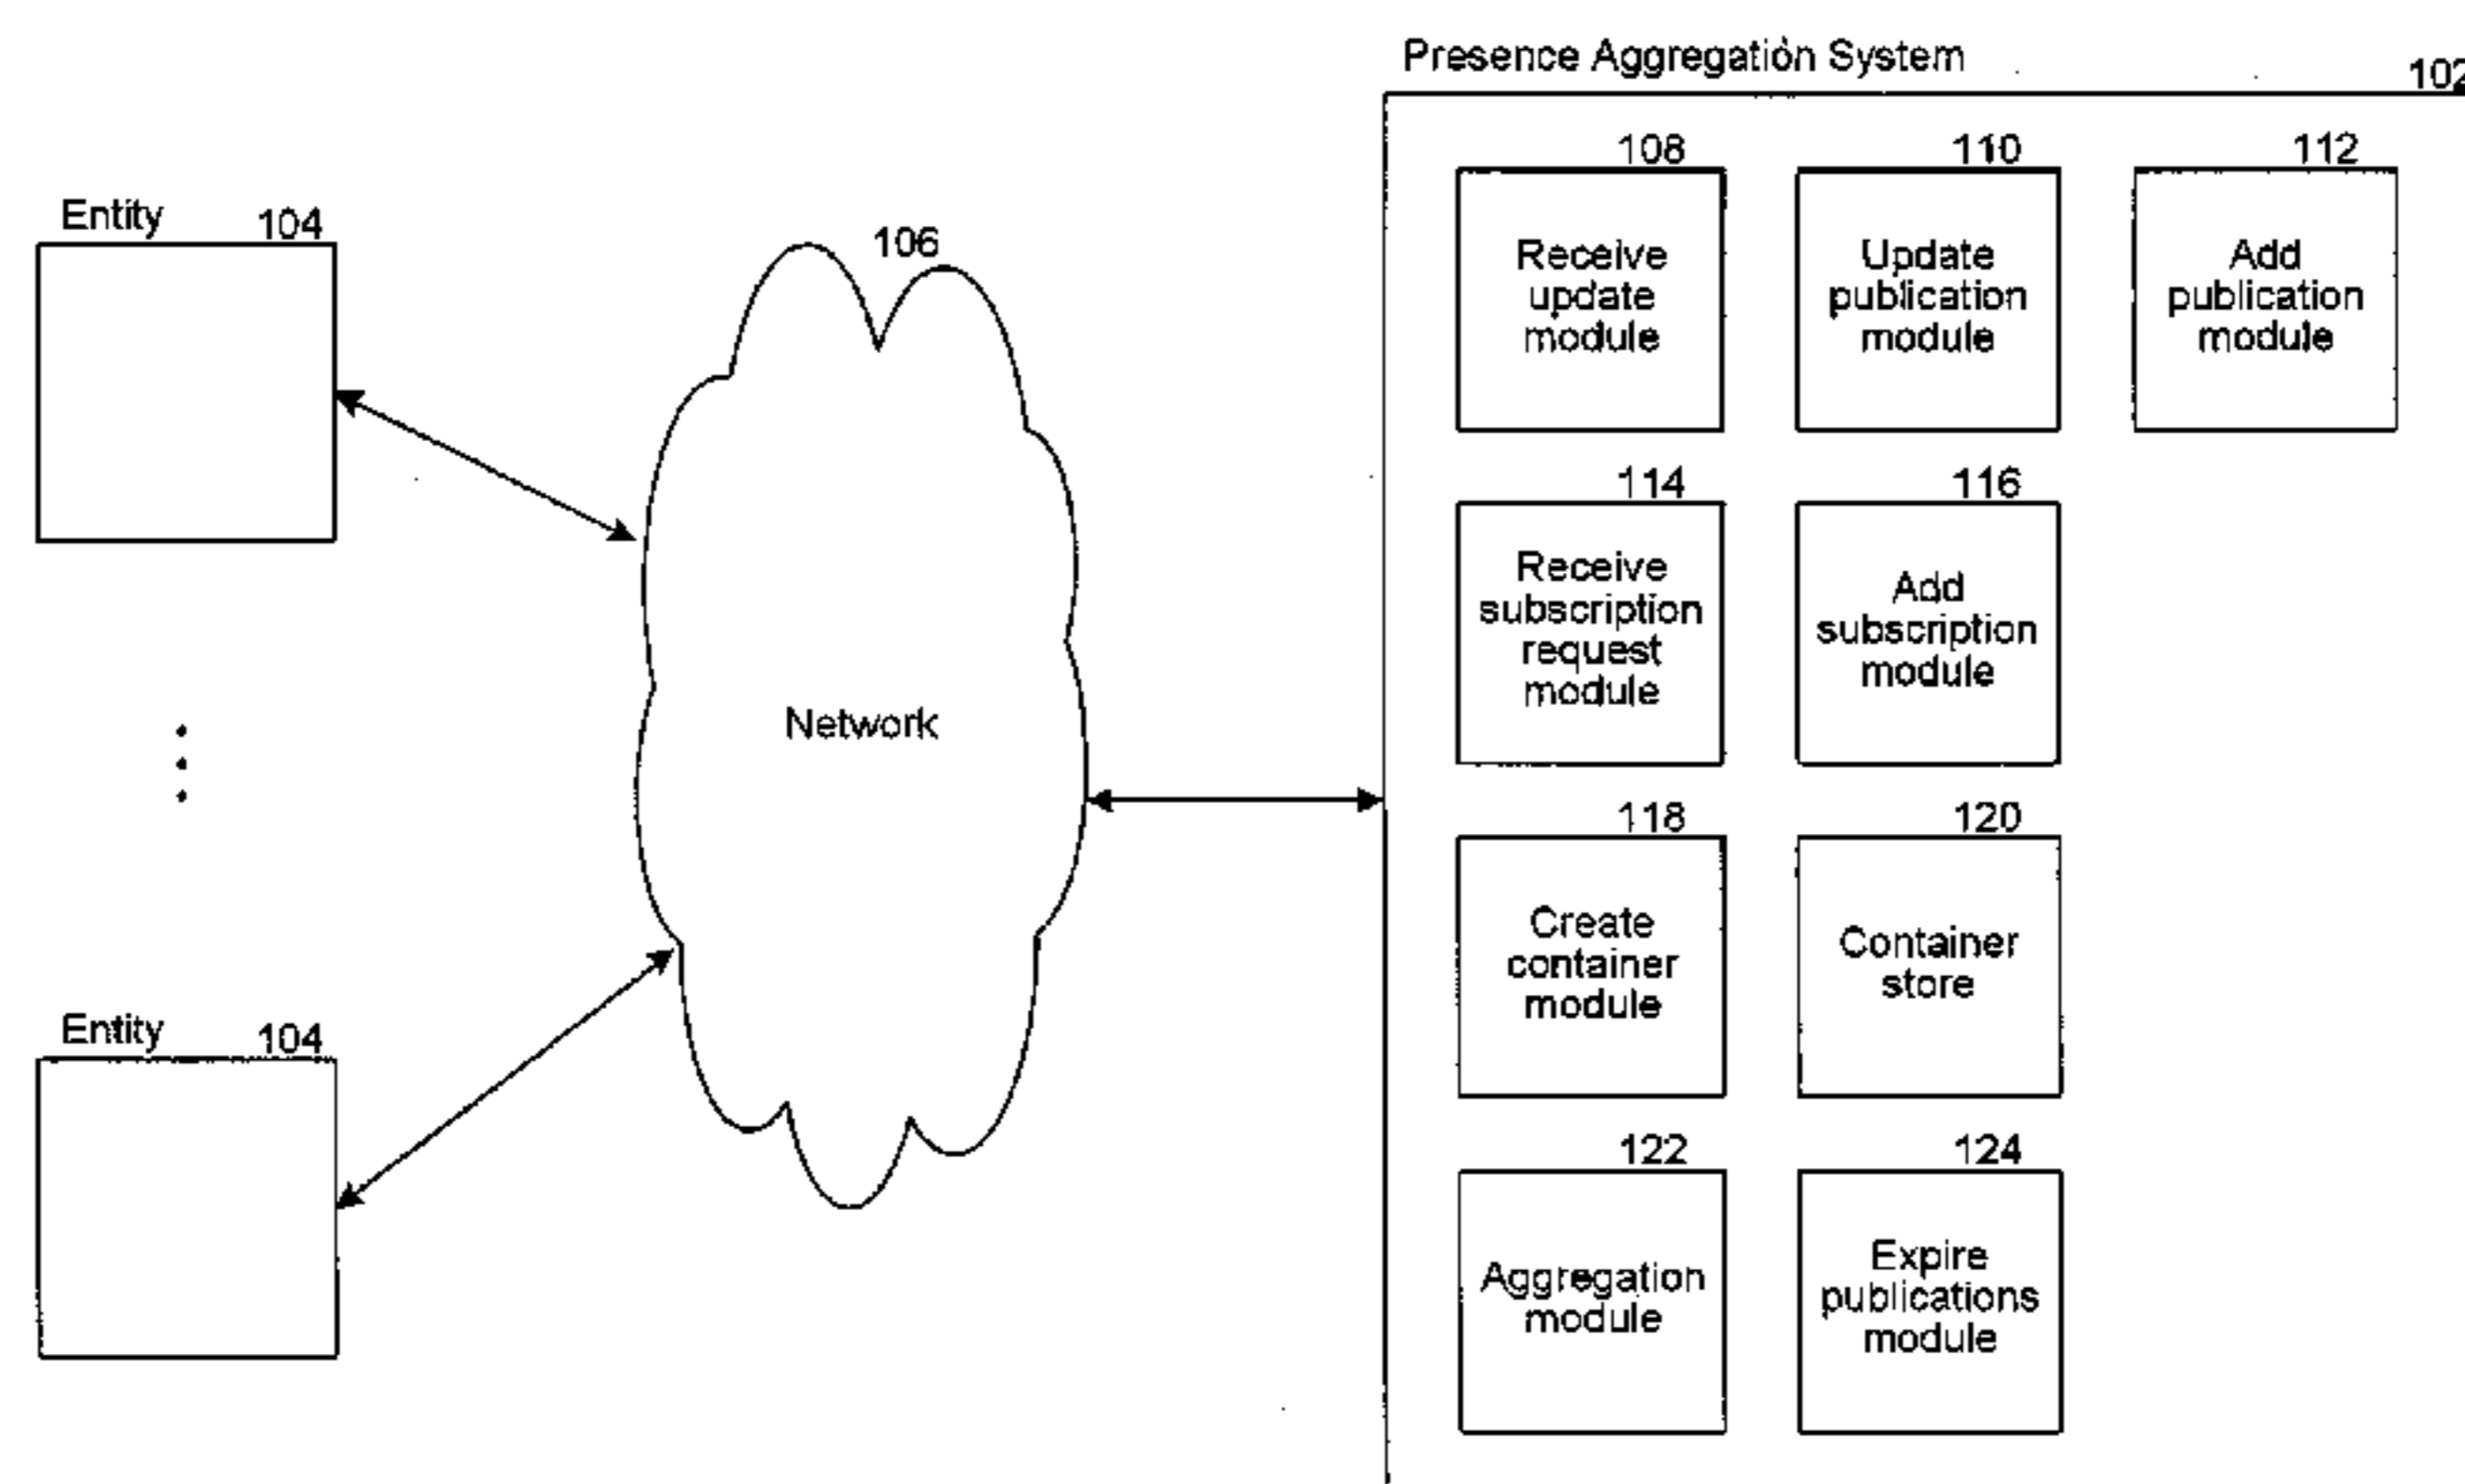 Presence Aggregation System
102
108
110
112
Entity
104
106
Receive
update
module
Update
publication
module
Add
publication
module
114
116
Receive
subscription
request
module
Add
subscription
module
Network
118
120
Create
container
module
Container
store
Entity
104
122
124
Aggregation
module
Expire
publications
module